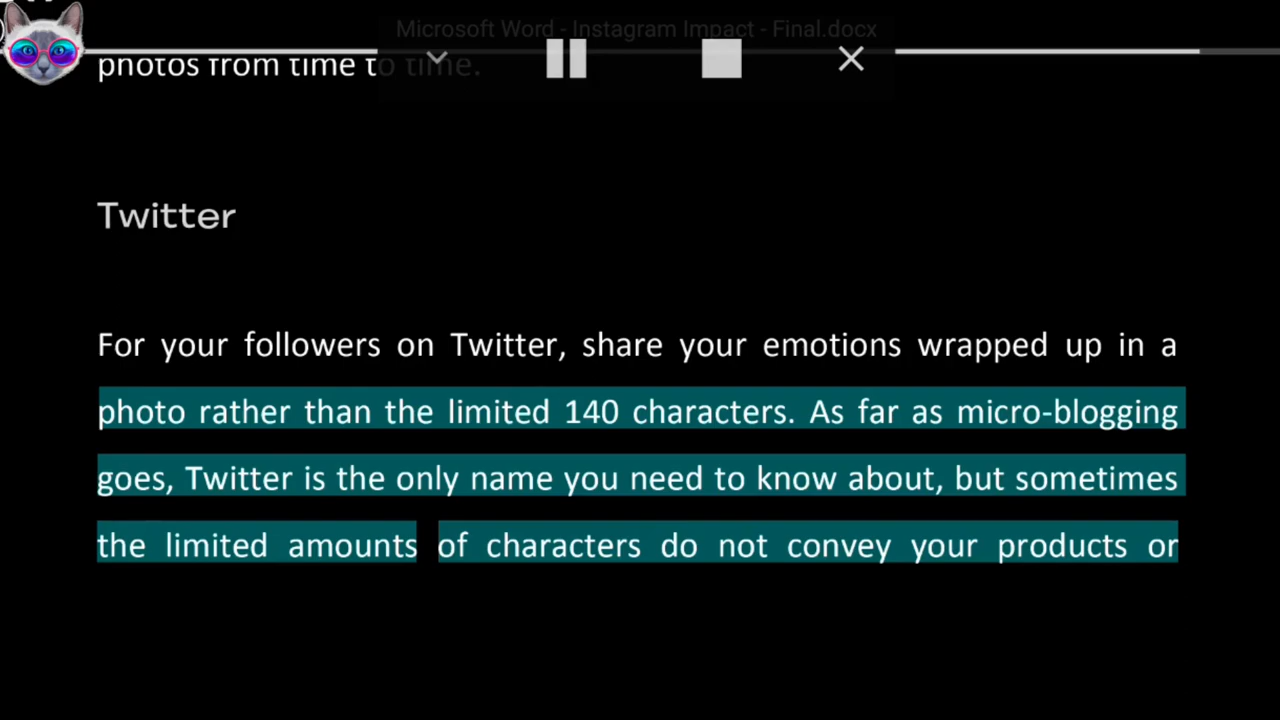 Microsoft Word - Instagram Impact - Final.docx
photos from time to time.
Twitter
For your followers on Twitter, share your emotions wrapped up in a
photo rather than the limited 140 characters. As far as micro-blogging
goes, Twitter is the only name you need to know about, but sometimes
the limited amounts of characters do not convey your products or